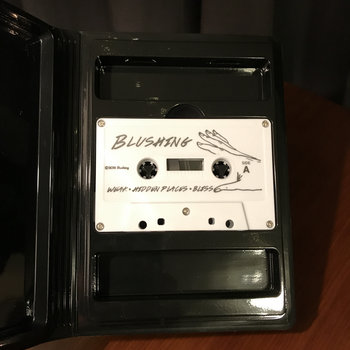 BLUSHING
SIDE
A
WEAK • HIDDEN PLACES • BLISS